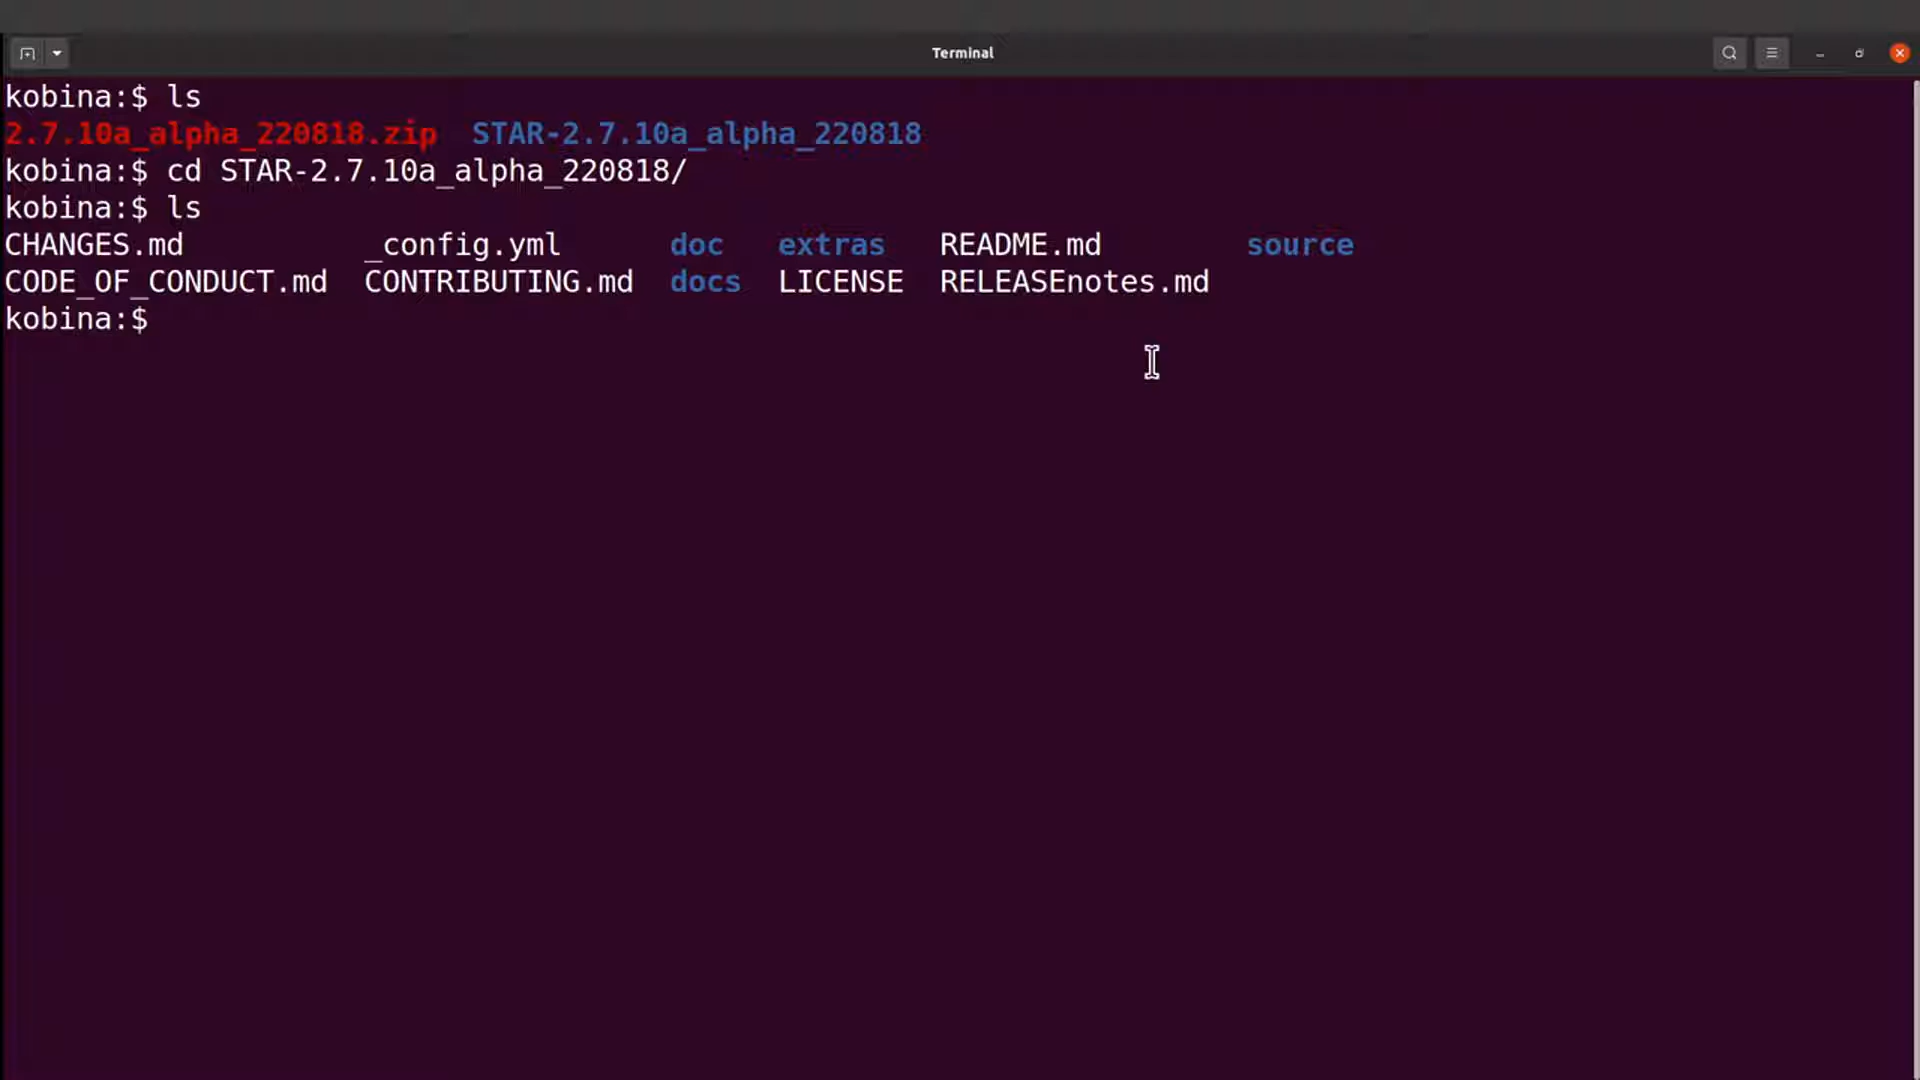 Terminal
kobina:$ ls
2.7.10a_alpha_220818.zip  STAR-2.7.10a_alpha_220818
kobina:$ cd STAR-2.7.10a_alpha_220818/
kobina:$ ls
CHANGES.md          _config.yml      doc   extras   README.md        source
CODE_OF_CONDUCT.md  CONTRIBUTING.md  docs  LICENSE  RELEASEnotes.md
kobina:$